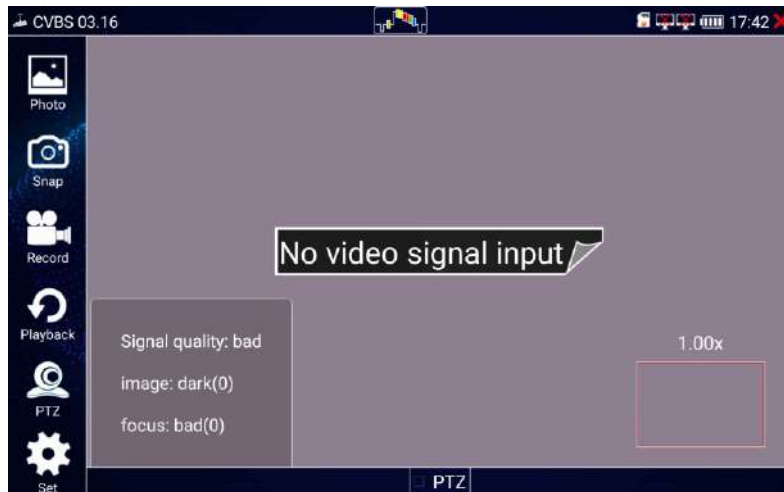 CVBS 03.16
17:42
Photo
Snap
Record
Playback
PTZ
Set
No video signal input
Signal quality: bad
image: dark(0)
focus: bad(0)
1.00x
PTZ